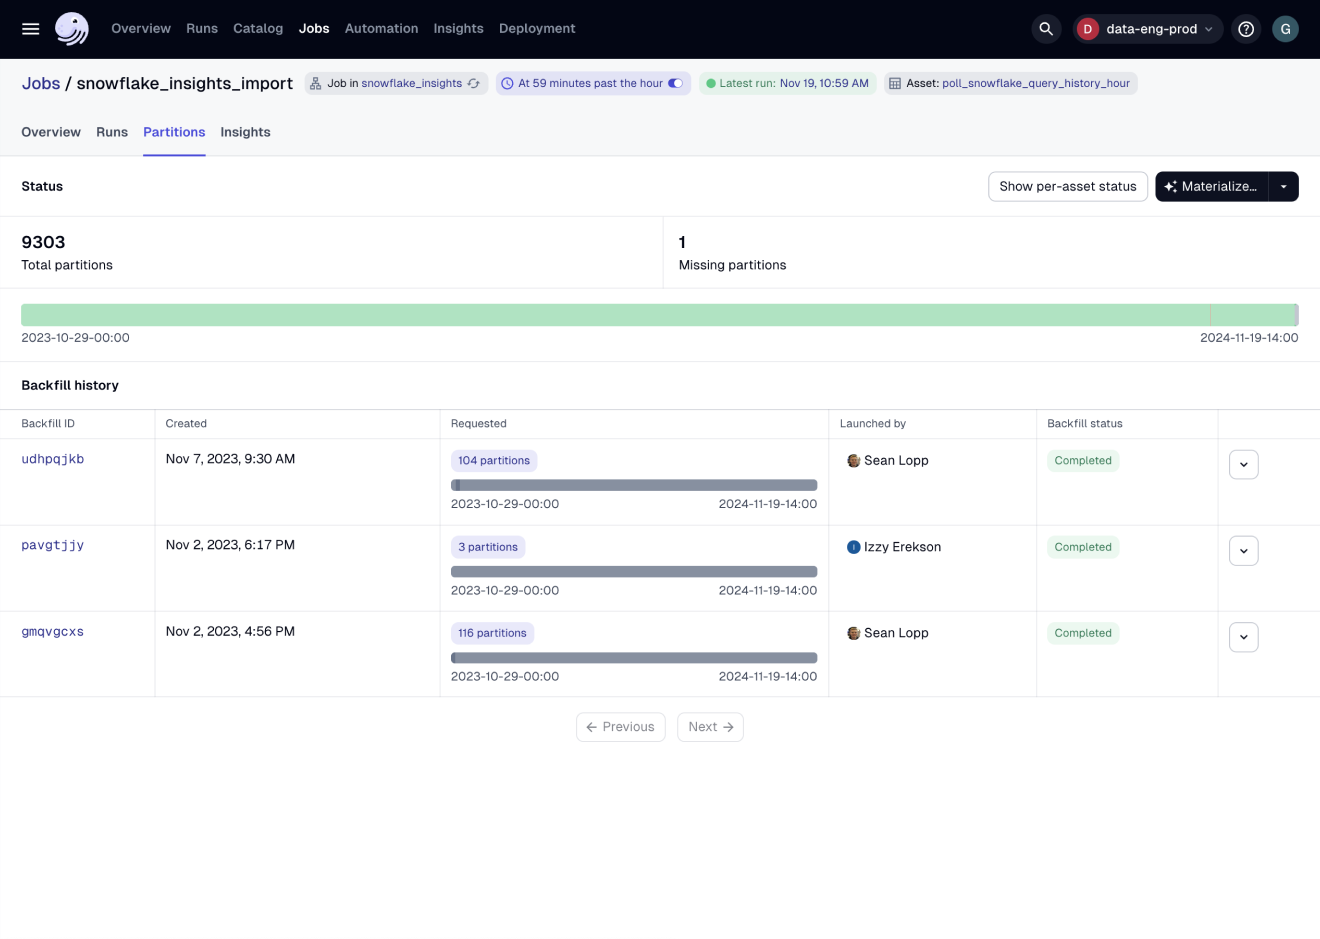 Overview Runs Catalog Jobs Automation Insights Deployment D data-eng-prod G
Jobs / snowflake_insights_import Job in snowflake_insights At 59 minutes past the hour Latest run: Nov 19, 10:59 AM Asset: poll_snowflake_query_history_hour
Overview Runs Partitions Insights
Status Show per-asset status Materialize...
9303 1
Total partitions Missing partitions
2023-10-29-00:00 2024-11-19-14:00
Backfill history
Backfill ID Created Requested Launched by Backfill status
udhpqjkb Nov 7, 2023, 9:30 AM 104 partitions Sean Lopp Completed
2023-10-29-00:00 2024-11-19-14:00
pavgtjjy Nov 2, 2023, 6:17 PM 3 partitions I Izzy Erekson Completed
2023-10-29-00:00 2024-11-19-14:00
gmqvgcxs Nov 2, 2023, 4:56 PM 116 partitions Sean Lopp Completed
2023-10-29-00:00 2024-11-19-14:00
← Previous Next →